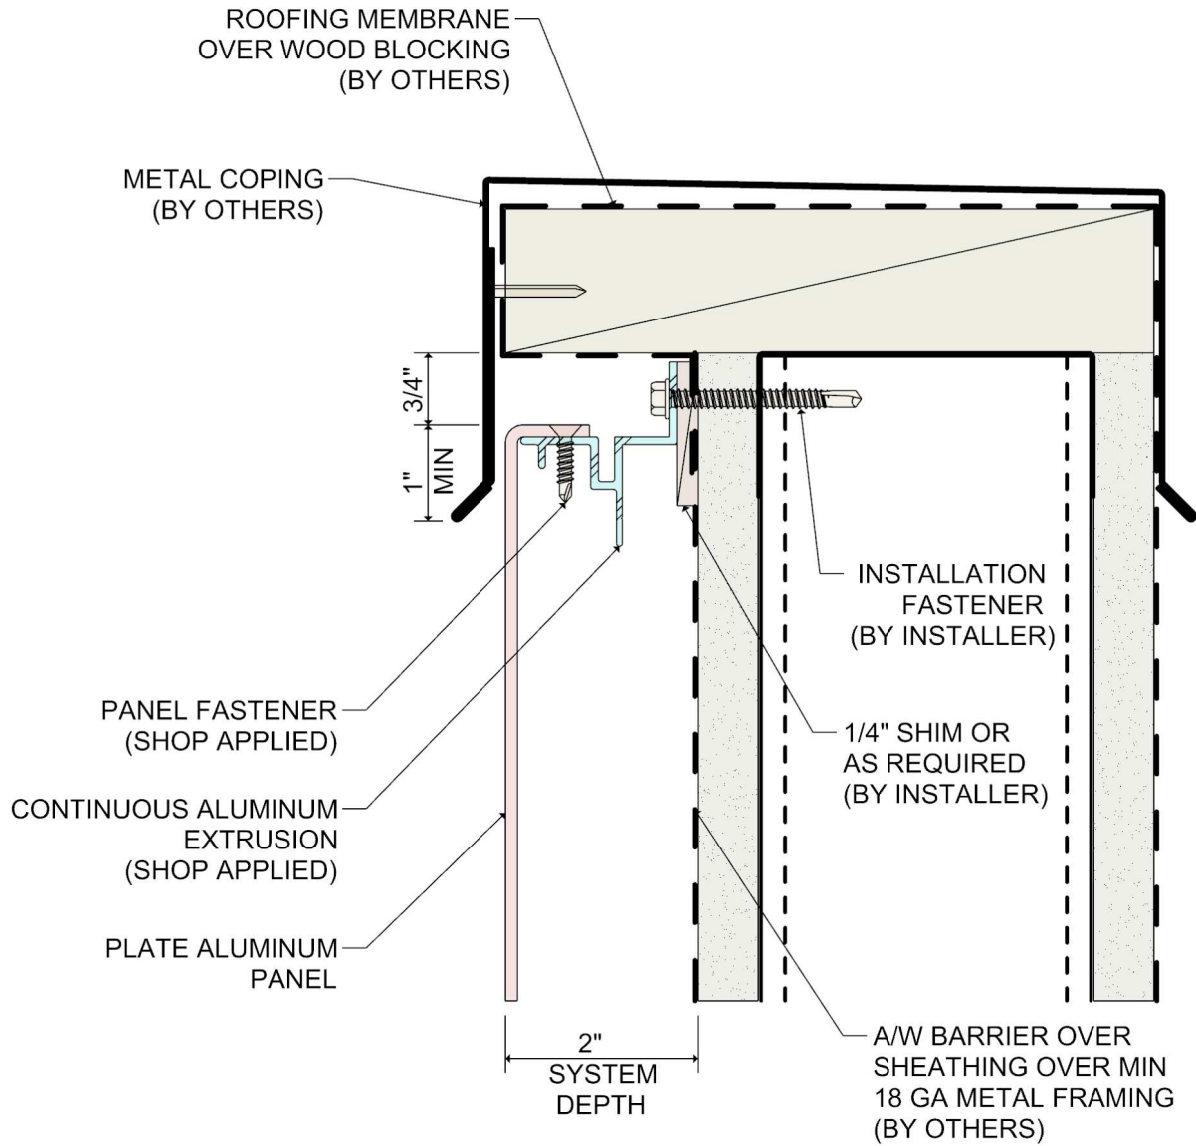 ROOFING MEMBRANE
OVER WOOD BLOCKING
(BY OTHERS)
METAL COPING
(BY OTHERS)
3/4"
1"
MIN
INSTALLATION
FASTENER
(BY INSTALLER)
PANEL FASTENER
(SHOP APPLIED)
1/4" SHIM OR
AS REQUIRED
(BY INSTALLER)
CONTINUOUS ALUMINUM
EXTRUSION
(SHOP APPLIED)
PLATE ALUMINUM
PANEL
2"
SYSTEM
DEPTH
A/W BARRIER OVER
SHEATHING OVER MIN
18 GA METAL FRAMING
(BY OTHERS)